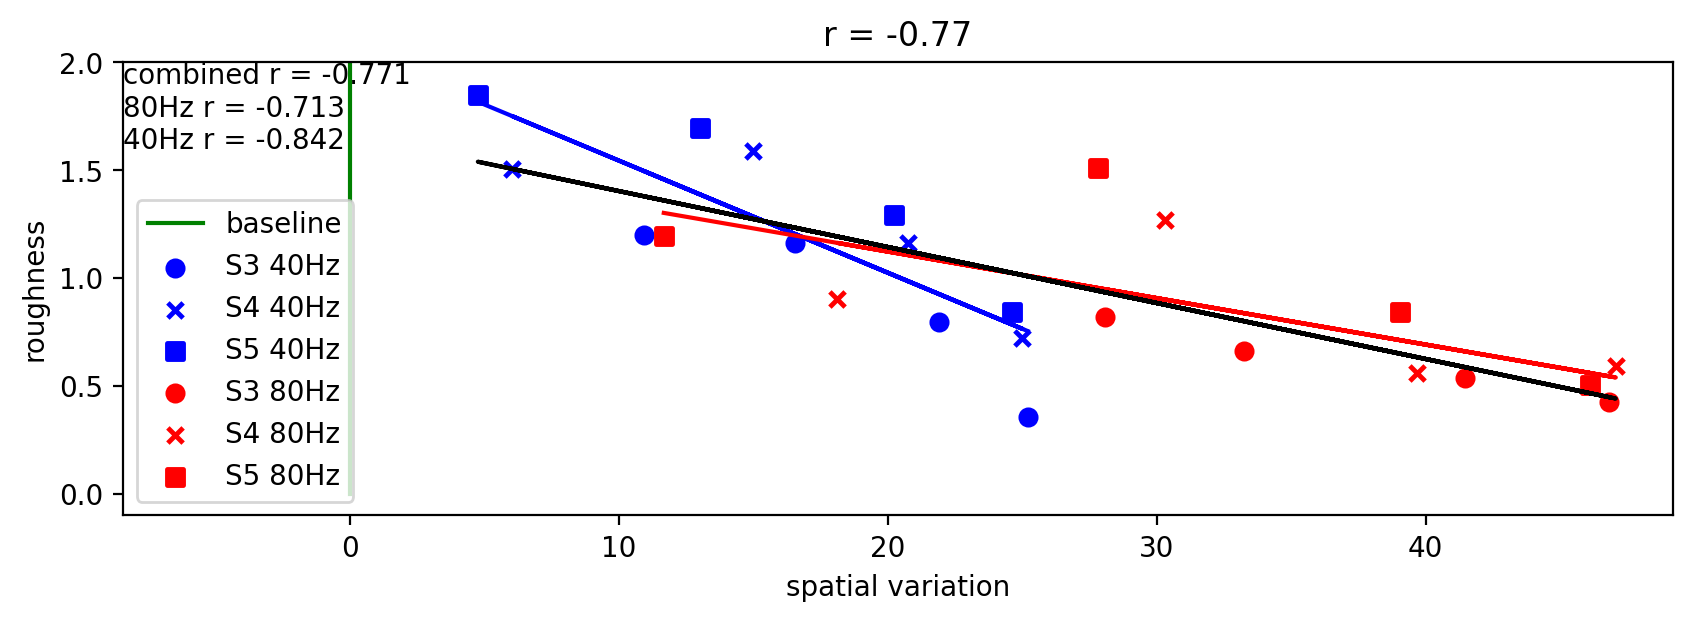 r = -0.77
combined r = -0.771
80Hz r = -0.713
40Hz r = -0.842
2.0
1.5
1.0
0.5
0.0
roughness
baseline
S3 40Hz
S4 40Hz
S5 40Hz
S3 80Hz
S4 80Hz
S5 80Hz
0 10 20 30 40
spatial variation